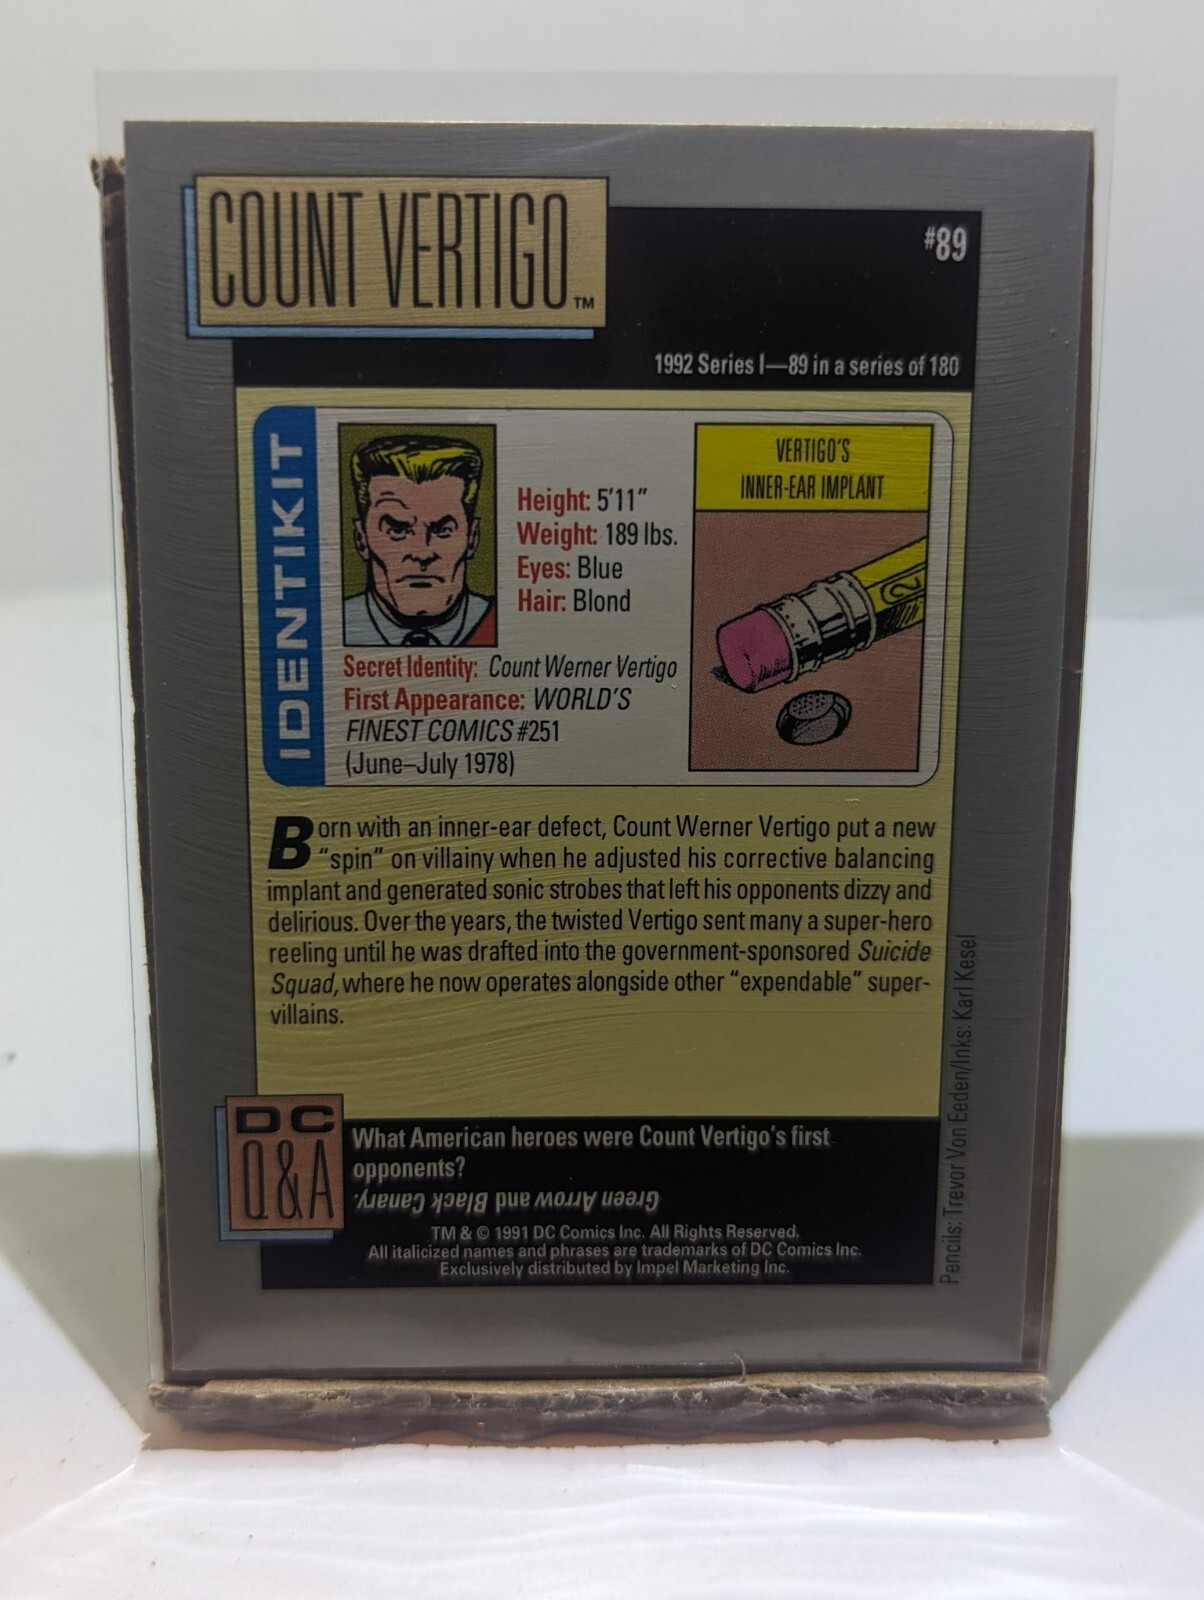 COUNT VERTIGO™
#89
1992 Series I—89 in a series of 180
IDENTIKIT
Height: 5'11"
Weight: 189 lbs.
Eyes: Blue
Hair: Blond
Secret Identity: Count Werner Vertigo
First Appearance: WORLD'S
FINEST COMICS #251
(June–July 1978)
VERTIGO'S
INNER-EAR IMPLANT
2
Born with an inner-ear defect, Count Werner Vertigo put a new
"spin" on villainy when he adjusted his corrective balancing
implant and generated sonic strobes that left his opponents dizzy and
delirious. Over the years, the twisted Vertigo sent many a super-hero
reeling until he was drafted into the government-sponsored Suicide
Squad, where he now operates alongside other "expendable" super-
villains.
Pencils: Trevor Von Eeden/Inks: Karl Kesel
DC
Q&A
What American heroes were Count Vertigo's first
opponents?
Green Arrow and Black Canary.
TM & © 1991 DC Comics Inc. All Rights Reserved.
All italicized names and phrases are trademarks of DC Comics Inc.
Exclusively distributed by Impel Marketing Inc.